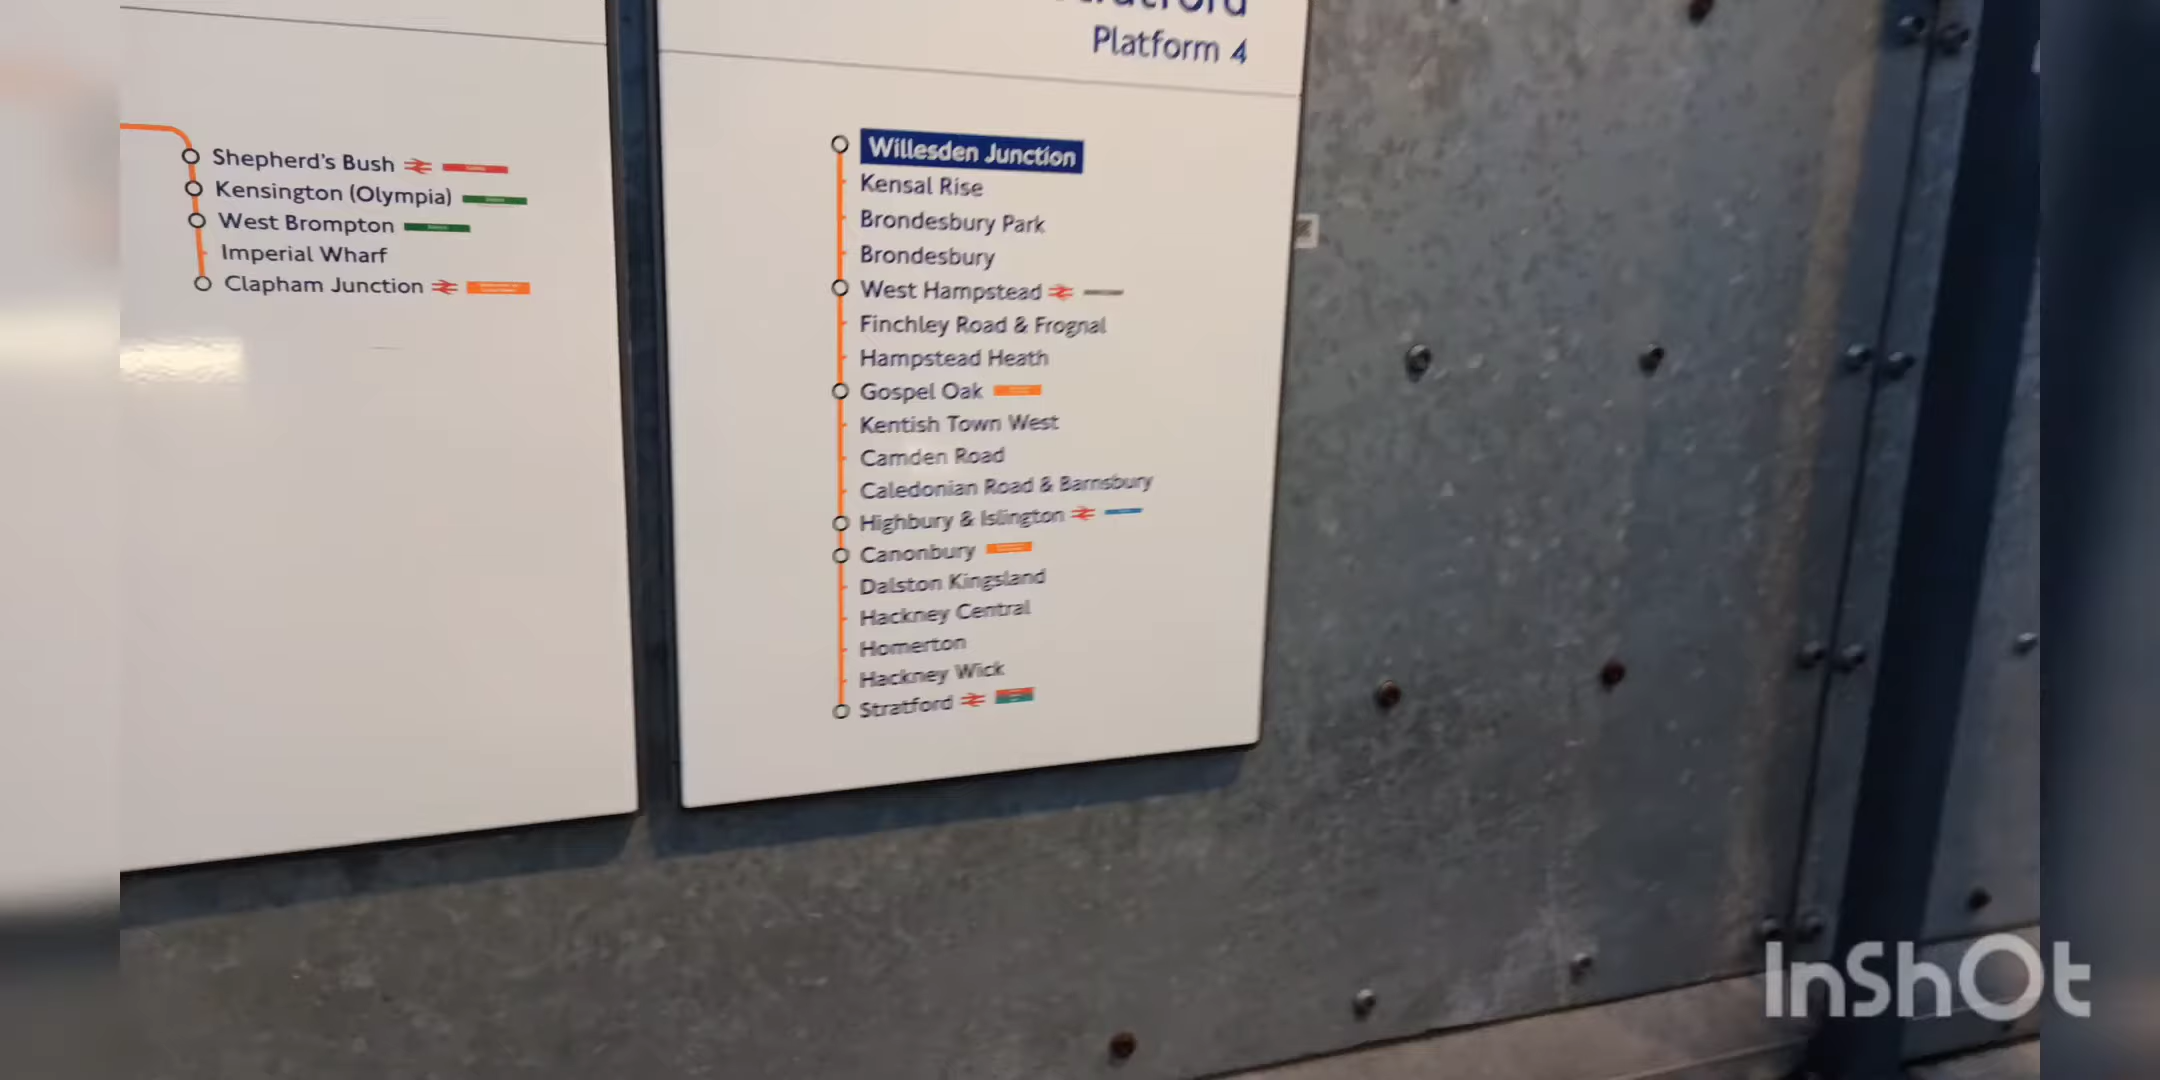 Shepherd's Bush
Kensington (Olympia)
West Brompton
Imperial Wharf
Clapham Junction
Platform 4
Willesden Junction
Kensal Rise
Brondesbury Park
Brondesbury
West Hampstead
Finchley Road & Frognal
Hampstead Heath
Gospel Oak
Kentish Town West
Camden Road
Caledonian Road & Barnsbury
Highbury & Islington
Canonbury
Dalston Kingsland
Hackney Central
Homerton
Hackney Wick
Stratford
InShOt